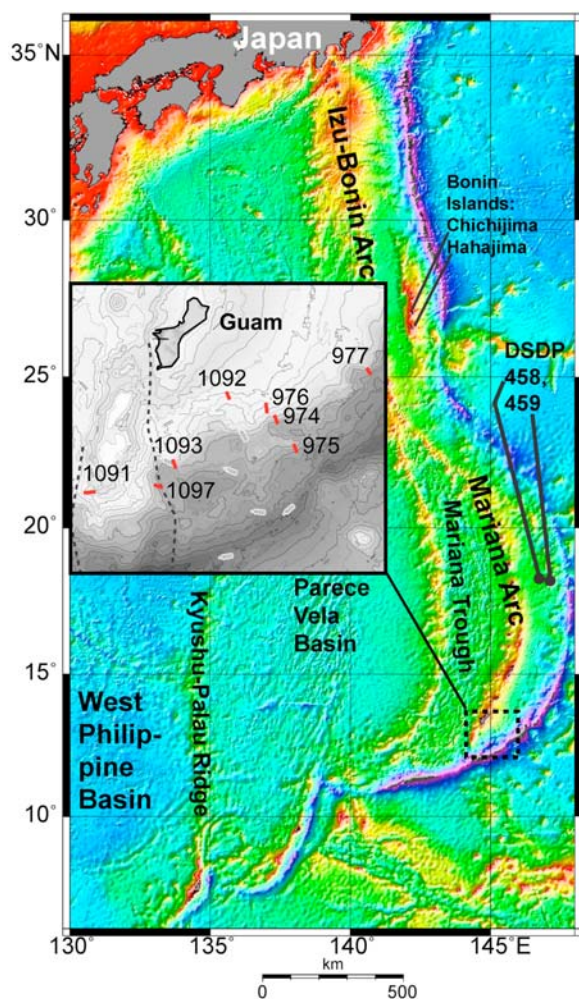 35°N
Japan
Izu-Bonin Arc
30°
Bonin
Islands:
Chichijima
Hahajima
Guam
977
1092
976
974
975
1093
1091
1097
25°
DSDP
458,
459
20°
Mariana Arc
Mariana Trough
Parece
Vela
Basin
Kyushu-Palau Ridge
15°
West
Philip-
pine
Basin
10°
130°
135°
140°
145°E
km
0
500